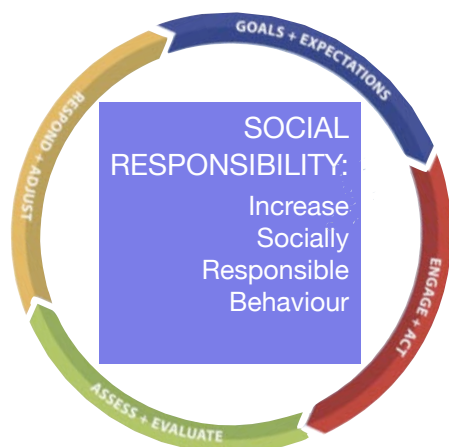 GOALS + EXPECTATIONS
RESPOND + ADJUST
SOCIAL
RESPONSIBILITY:
Increase
Socially
Responsible
Behaviour
ENGAGE + ACT
ASSESS + EVALUATE